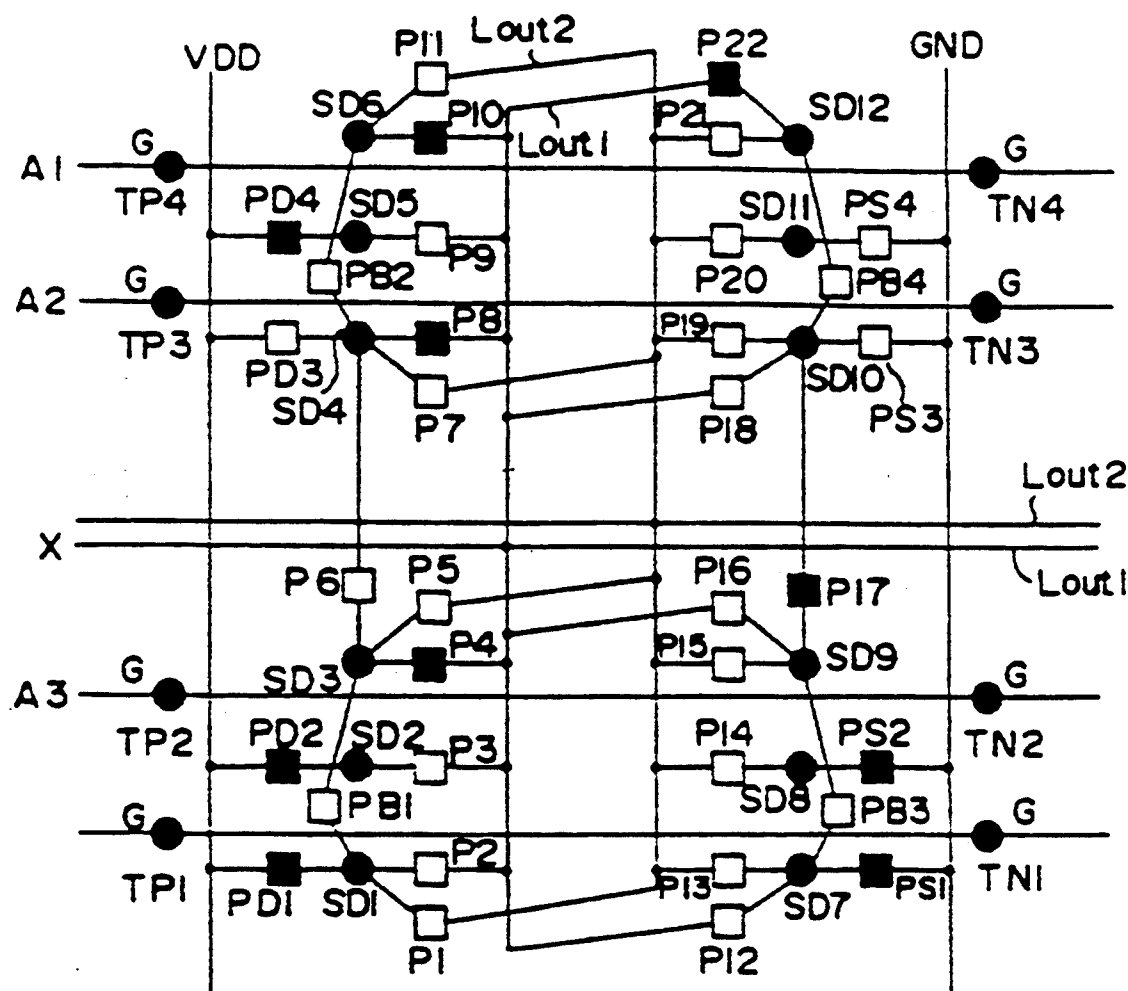 VDD P11 Lout2 P22 GND
SD6 P10 Lout1 P21 SD12
A1 G G
TP4 PD4 SD5 P9 SD11 PS4 TN4
P20
A2 G PB2 PB4 G
TP3 PD3 P8 P19 TN3
SD4 P7 P18 SD10 PS3
Lout2
X
Lout1
P6 P5 P16 P17
SD3 P4 P15 SD9
A3 G G
TP2 PD2 SD2 P3 P14 PS2 TN2
SD8
G PB1 PB3 G
TP1 P2 P13 TN1
PD1 SD1 SD7 PS1
P1 P12